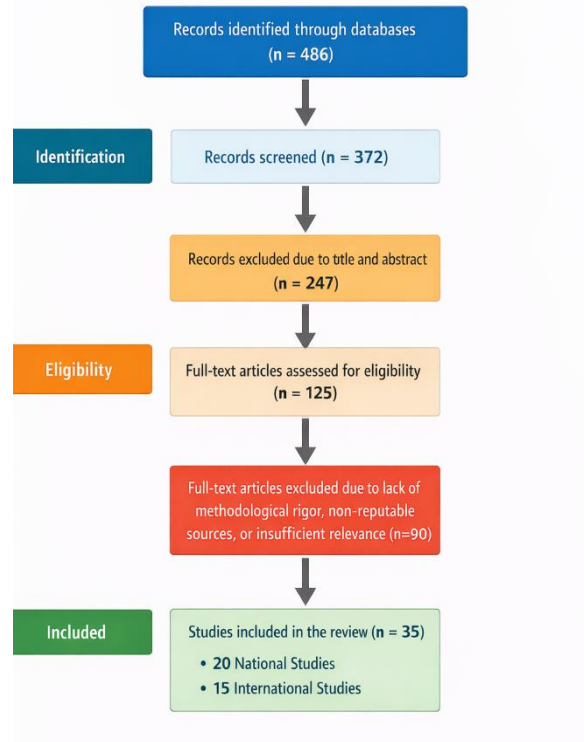 Records identified through databases
(n = 486)
Identification
Records screened (n = 372)
Records excluded due to title and abstract
(n = 247)
Eligibility
Full-text articles assessed for eligibility
(n = 125)
Full-text articles excluded due to lack of
methodological rigor, non-reputable
sources, or insufficient relevance (n=90)
Included
Studies included in the review (n = 35)
• 20 National Studies
• 15 International Studies